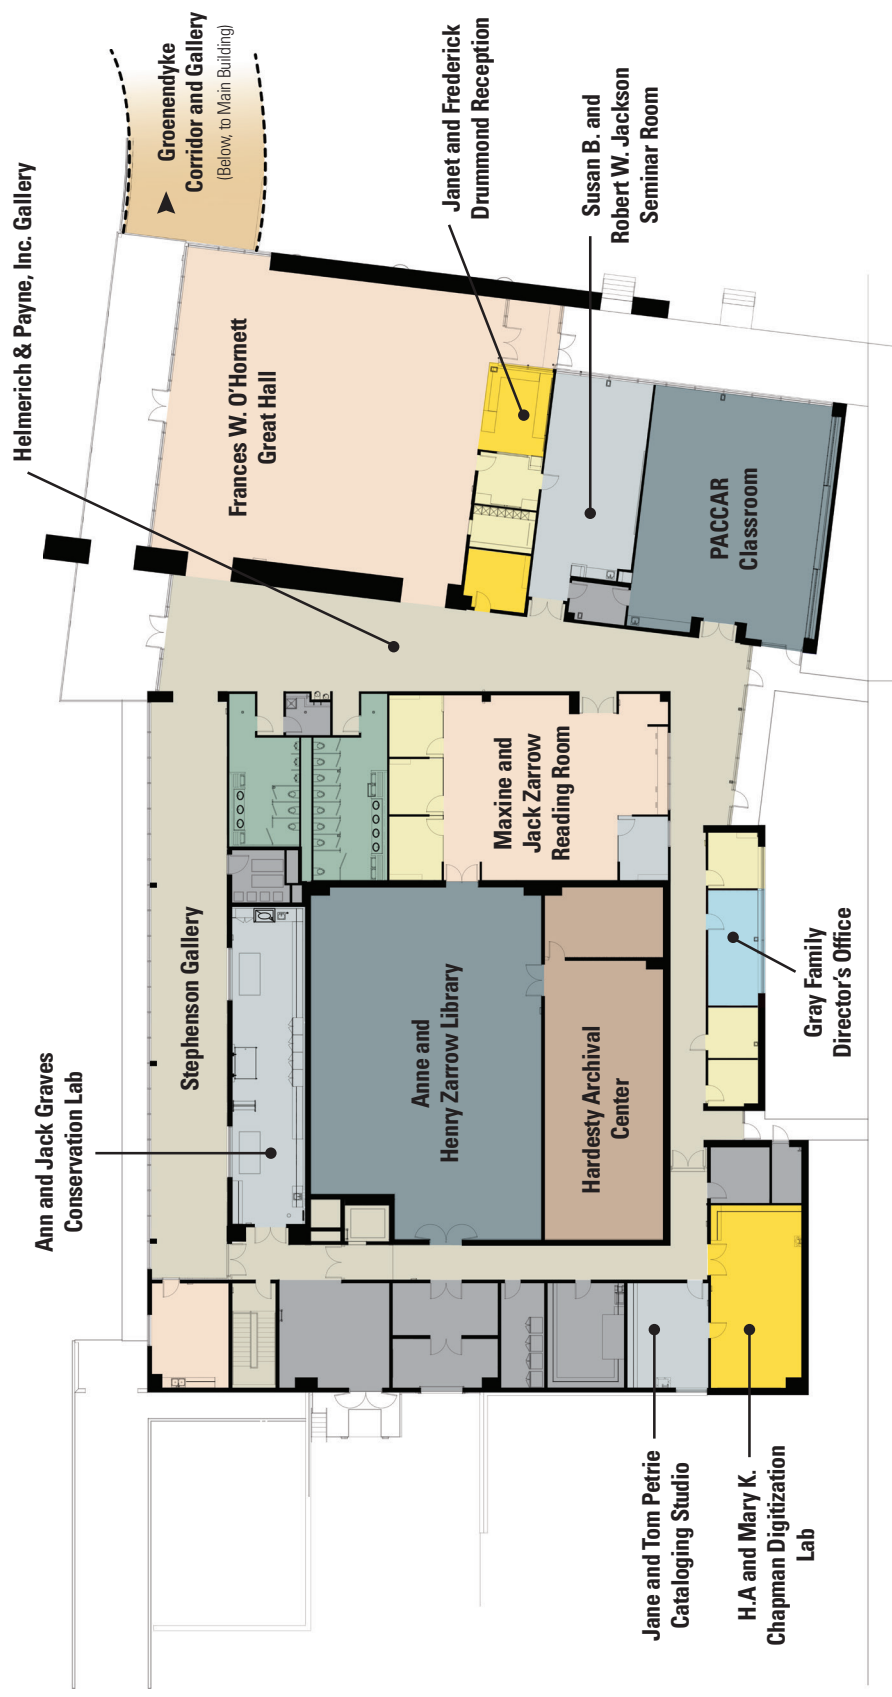 Groenendyke
Corridor and Gallery
(Below, to Main Building)
Helmerich & Payne, Inc. Gallery
Janet and Frederick
Drummond Reception
Susan B. and
Robert W. Jackson
Seminar Room
Frances W. O'Hornett
Great Hall
PACCAR
Classroom
Maxine and
Jack Zarrow
Reading Room
Stephenson Gallery
Ann and Jack Graves
Conservation Lab
Anne and
Henry Zarrow Library
Hardesty Archival
Center
Gray Family
Director's Office
Jane and Tom Petrie
Cataloging Studio
H.A and Mary K.
Chapman Digitization
Lab